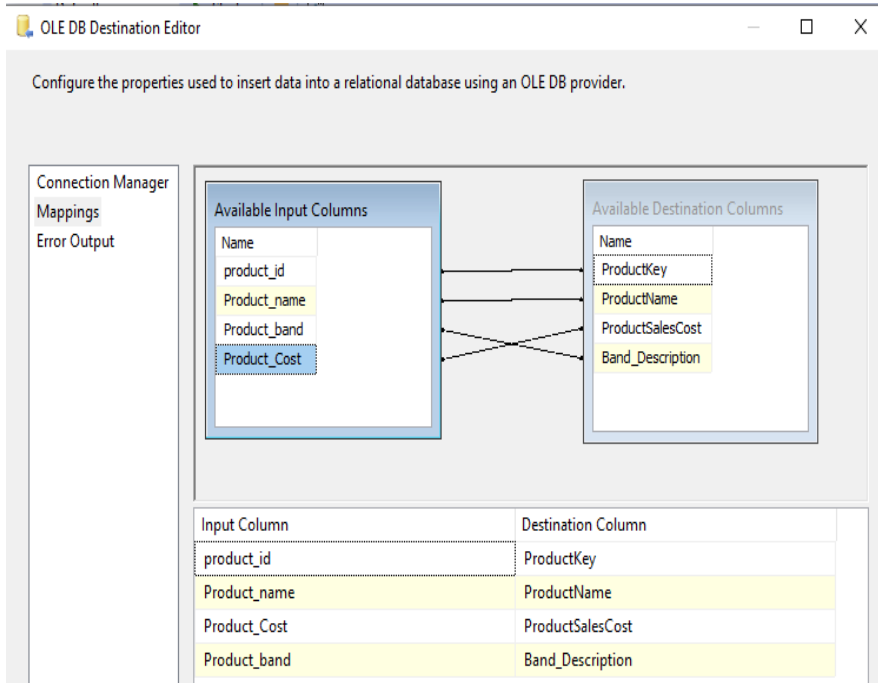 OLE DB Destination Editor
Configure the properties used to insert data into a relational database using an OLE DB provider.
Connection Manager
Mappings
Error Output
Available Input Columns
Name
product_id
Product_name
Product_band
Product_Cost
Available Destination Columns
Name
ProductKey
ProductName
ProductSalesCost
Band_Description
Input Column Destination Column
product_id ProductKey
Product_name ProductName
Product_Cost ProductSalesCost
Product_band Band_Description